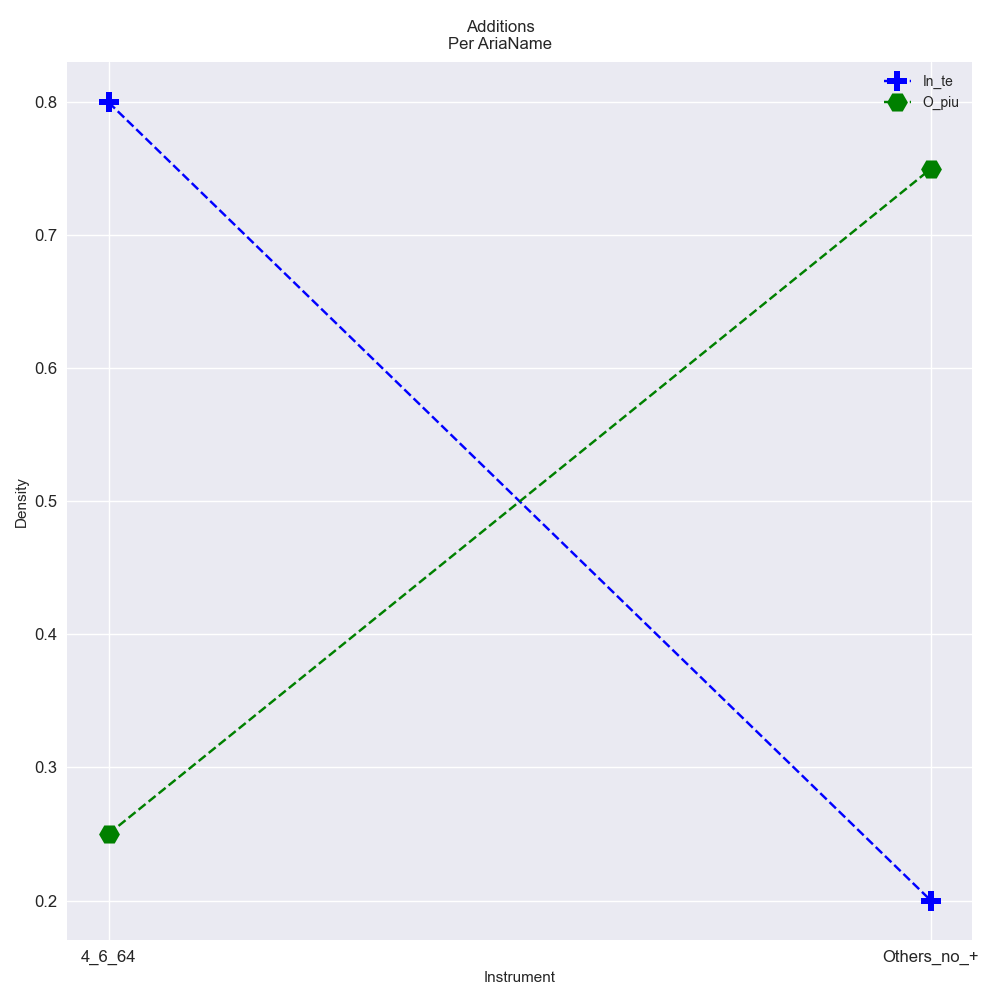 Additions
Per AriaName
In_te
O_piu
0.8
0.7
0.6
0.5
0.4
0.3
0.2
Density
4_6_64
Others_no_+
Instrument